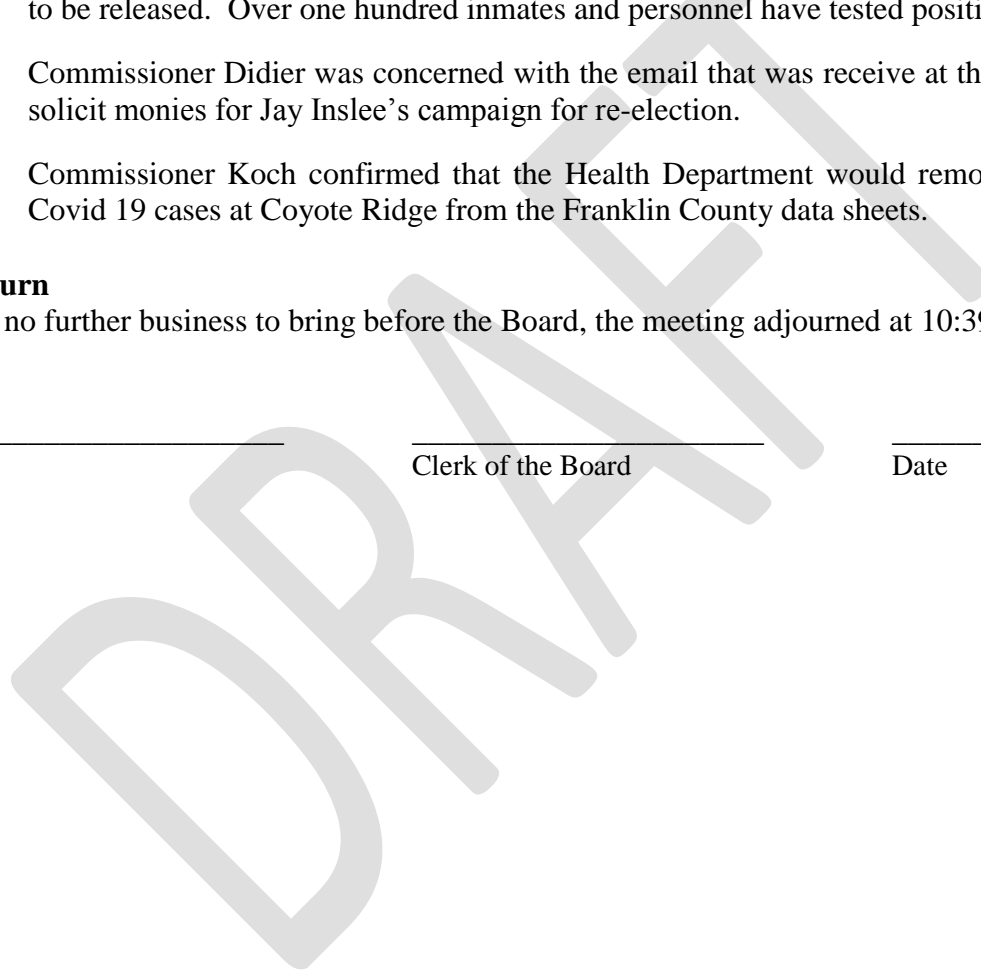 to be released. Over one hundred inmates and personnel have tested positi
Commissioner Didier was concerned with the email that was receive at th
solicit monies for Jay Inslee’s campaign for re-election.
Commissioner Koch confirmed that the Health Department would remo
Covid 19 cases at Coyote Ridge from the Franklin County data sheets.
urn
no further business to bring before the Board, the meeting adjourned at 10:39
Clerk of the Board Date
DRAFT